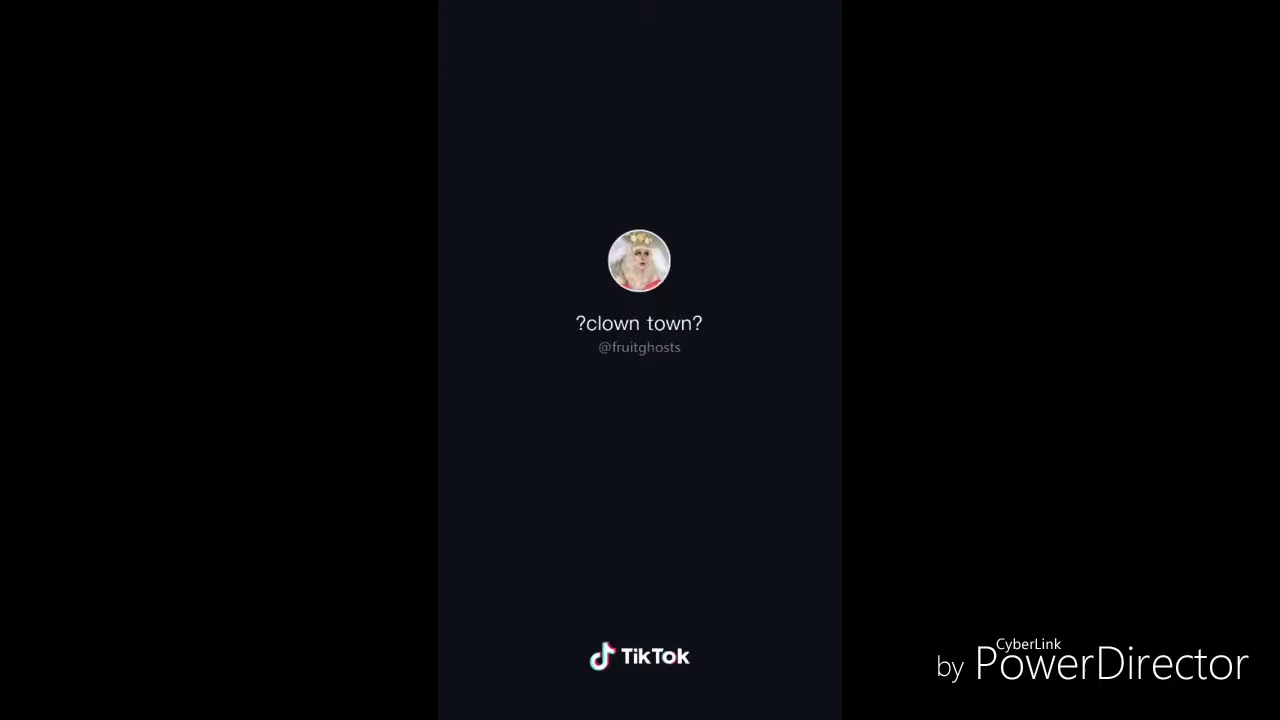 ?clown town?
@fruitghosts
TikTok
CyberLink
by PowerDirector